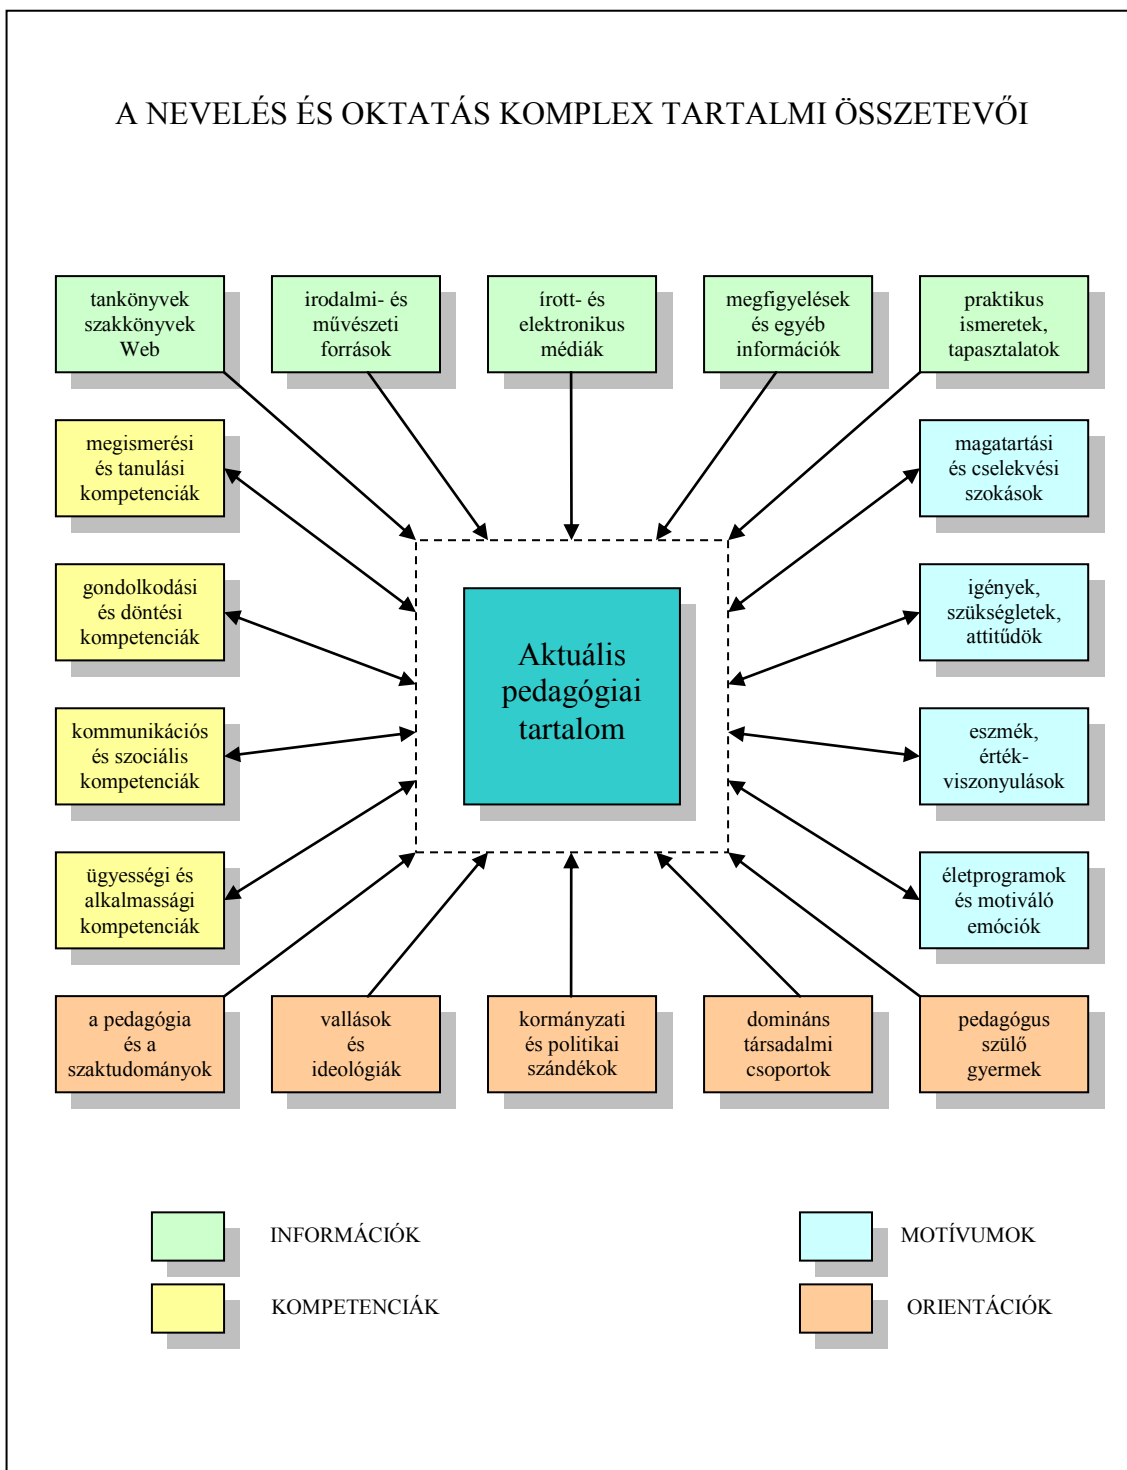 A NEVELÉS ÉS OKTATÁS KOMPLEX TARTALMI ÖSSZETEVŐI
tankönyvek
szakkönyvek
Web
irodalmi- és
művészeti
források
írott- és
elektronikus
médiák
megfigyelések
és egyéb
információk
praktikus
ismeretek,
tapasztalatok
megismerési
és tanulási
kompetenciák
magatartási
és cselekvési
szokások
gondolkodási
és döntési
kompetenciák
Aktuális
pedagógiai
tartalom
igények,
szükségletek,
attitűdök
kommunikációs
és szociális
kompetenciák
eszmék,
érték-
viszonyulások
ügyességi és
alkalmassági
kompetenciák
életprogramok
és motiváló
emóciók
a pedagógia
és a
szaktudományok
vallások
és
ideológiák
kormányzati
és politikai
szándékok
domináns
társadalmi
csoportok
pedagógus
szülő
gyermek
INFORMÁCIÓK
MOTÍVUMOK
KOMPETENCIÁK
ORIENTÁCIÓK